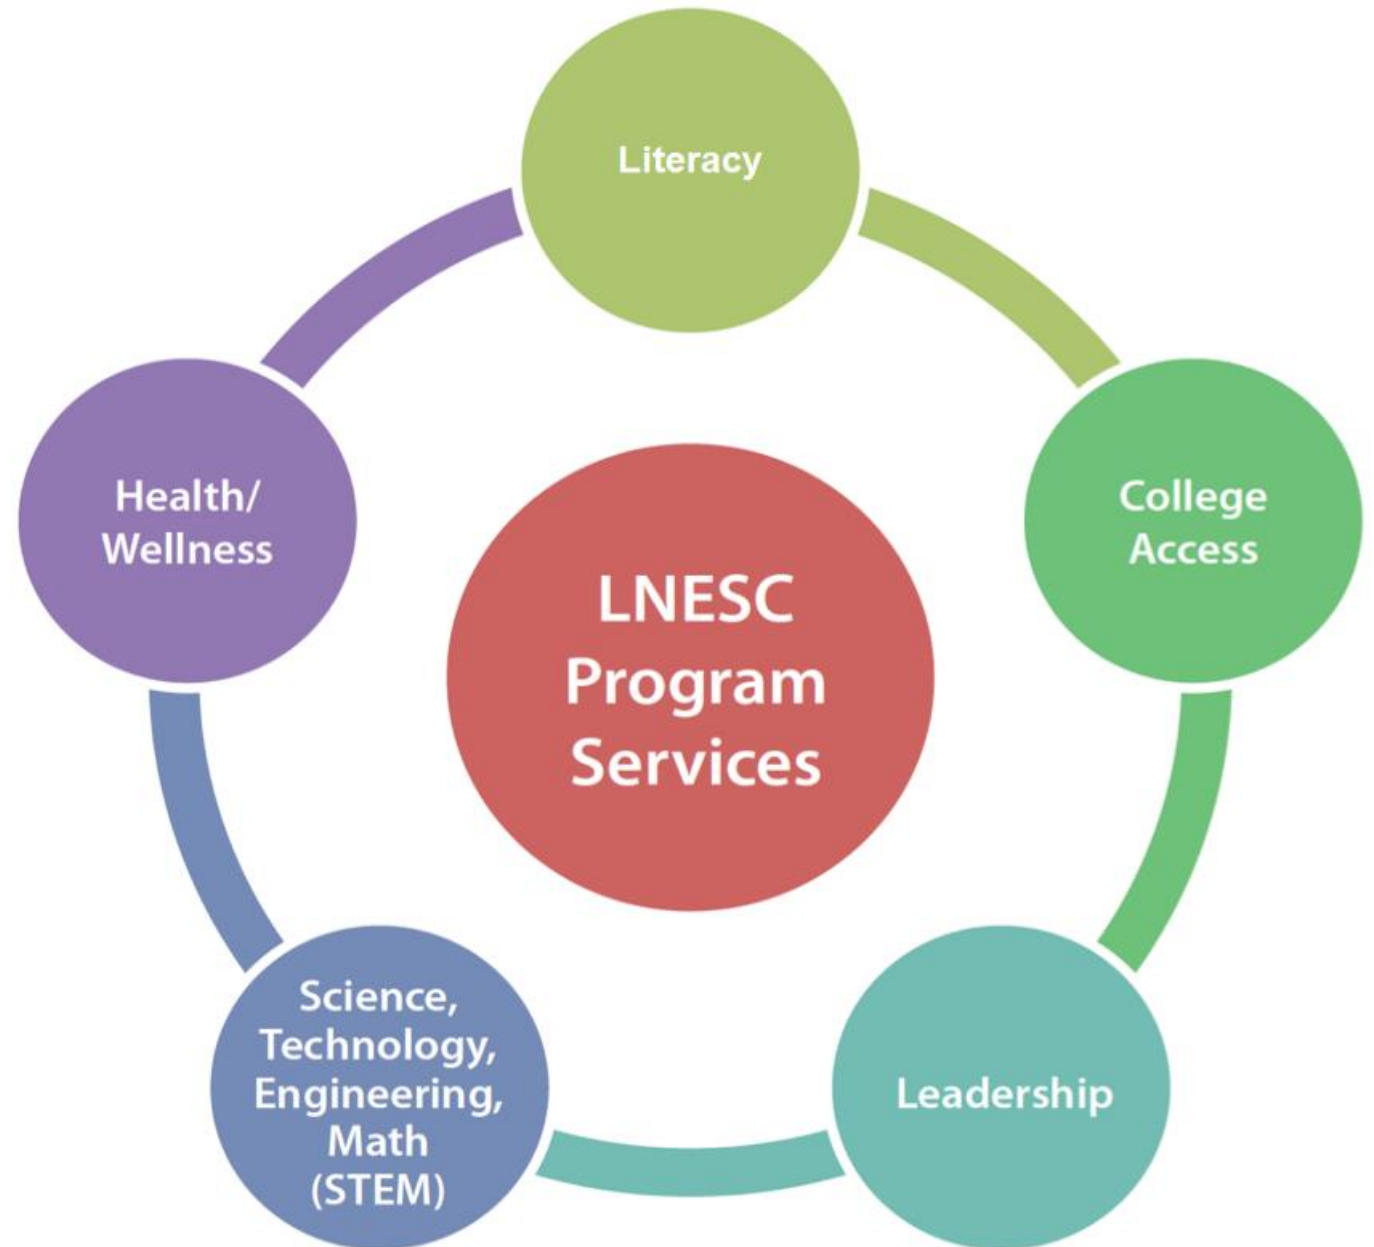 Literacy
Health/
Wellness
College
Access
LNESC
Program
Services
Science,
Technology,
Engineering,
Math
(STEM)
Leadership